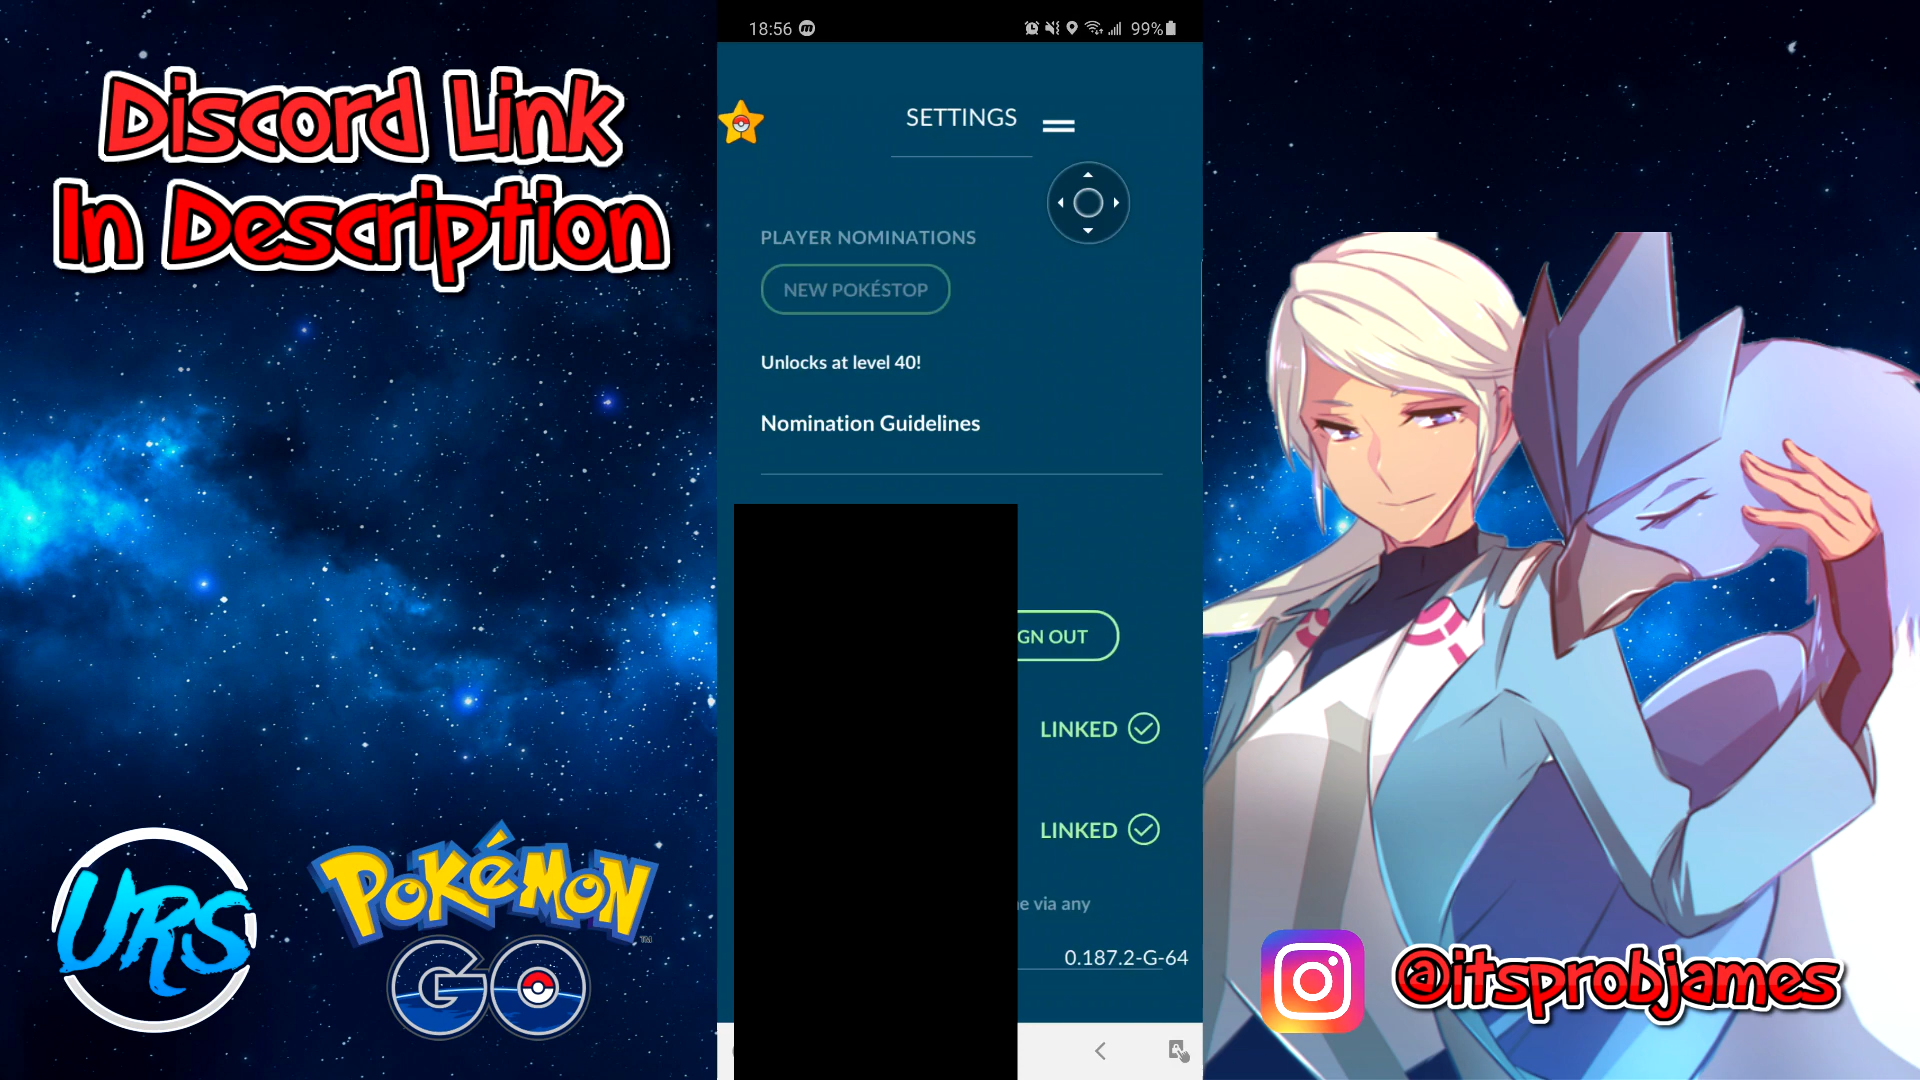 Discord Link
In Description
18:56
99%
SETTINGS
PLAYER NOMINATIONS
NEW POKÉSTOP
Unlocks at level 40!
Nomination Guidelines
GN OUT
LINKED
LINKED
e via any
0.187.2-G-64
URS
POKÉMON
TM
GO
@itsprobjames